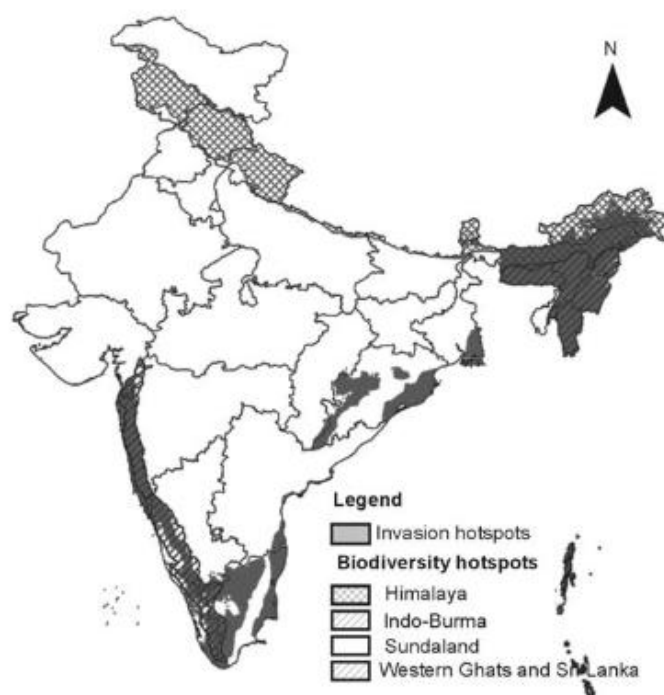 N
Legend
Invasion hotspots
Biodiversity hotspots
Himalaya
Indo-Burma
Sundaland
Western Ghats and Sri Lanka